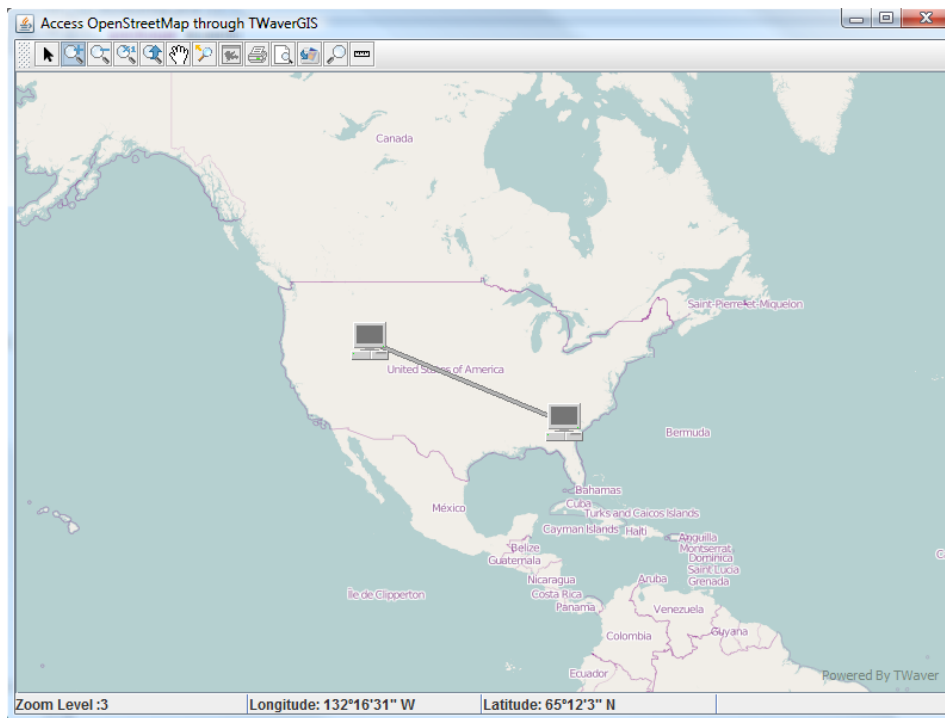 Access OpenStreetMap through TWaverGIS
Canada
Saint-Pierre-et-Miquelon
United States of America
Bermuda
Bahamas
Cuba
Turks and Caicos Islands
México
Cayman Islands
Haiti
Anguilla
Belize
Montserrat
Guatemala
Dominica
Saint Lucia
Nicaragua
Aruba
Grenada
Île de Clipperton
Costa Rica
Panama
Venezuela
Colombia
Guyana
Ecuador
Powered By TWaver
Zoom Level :3
Longitude: 132°16'31" W
Latitude: 65°12'3" N